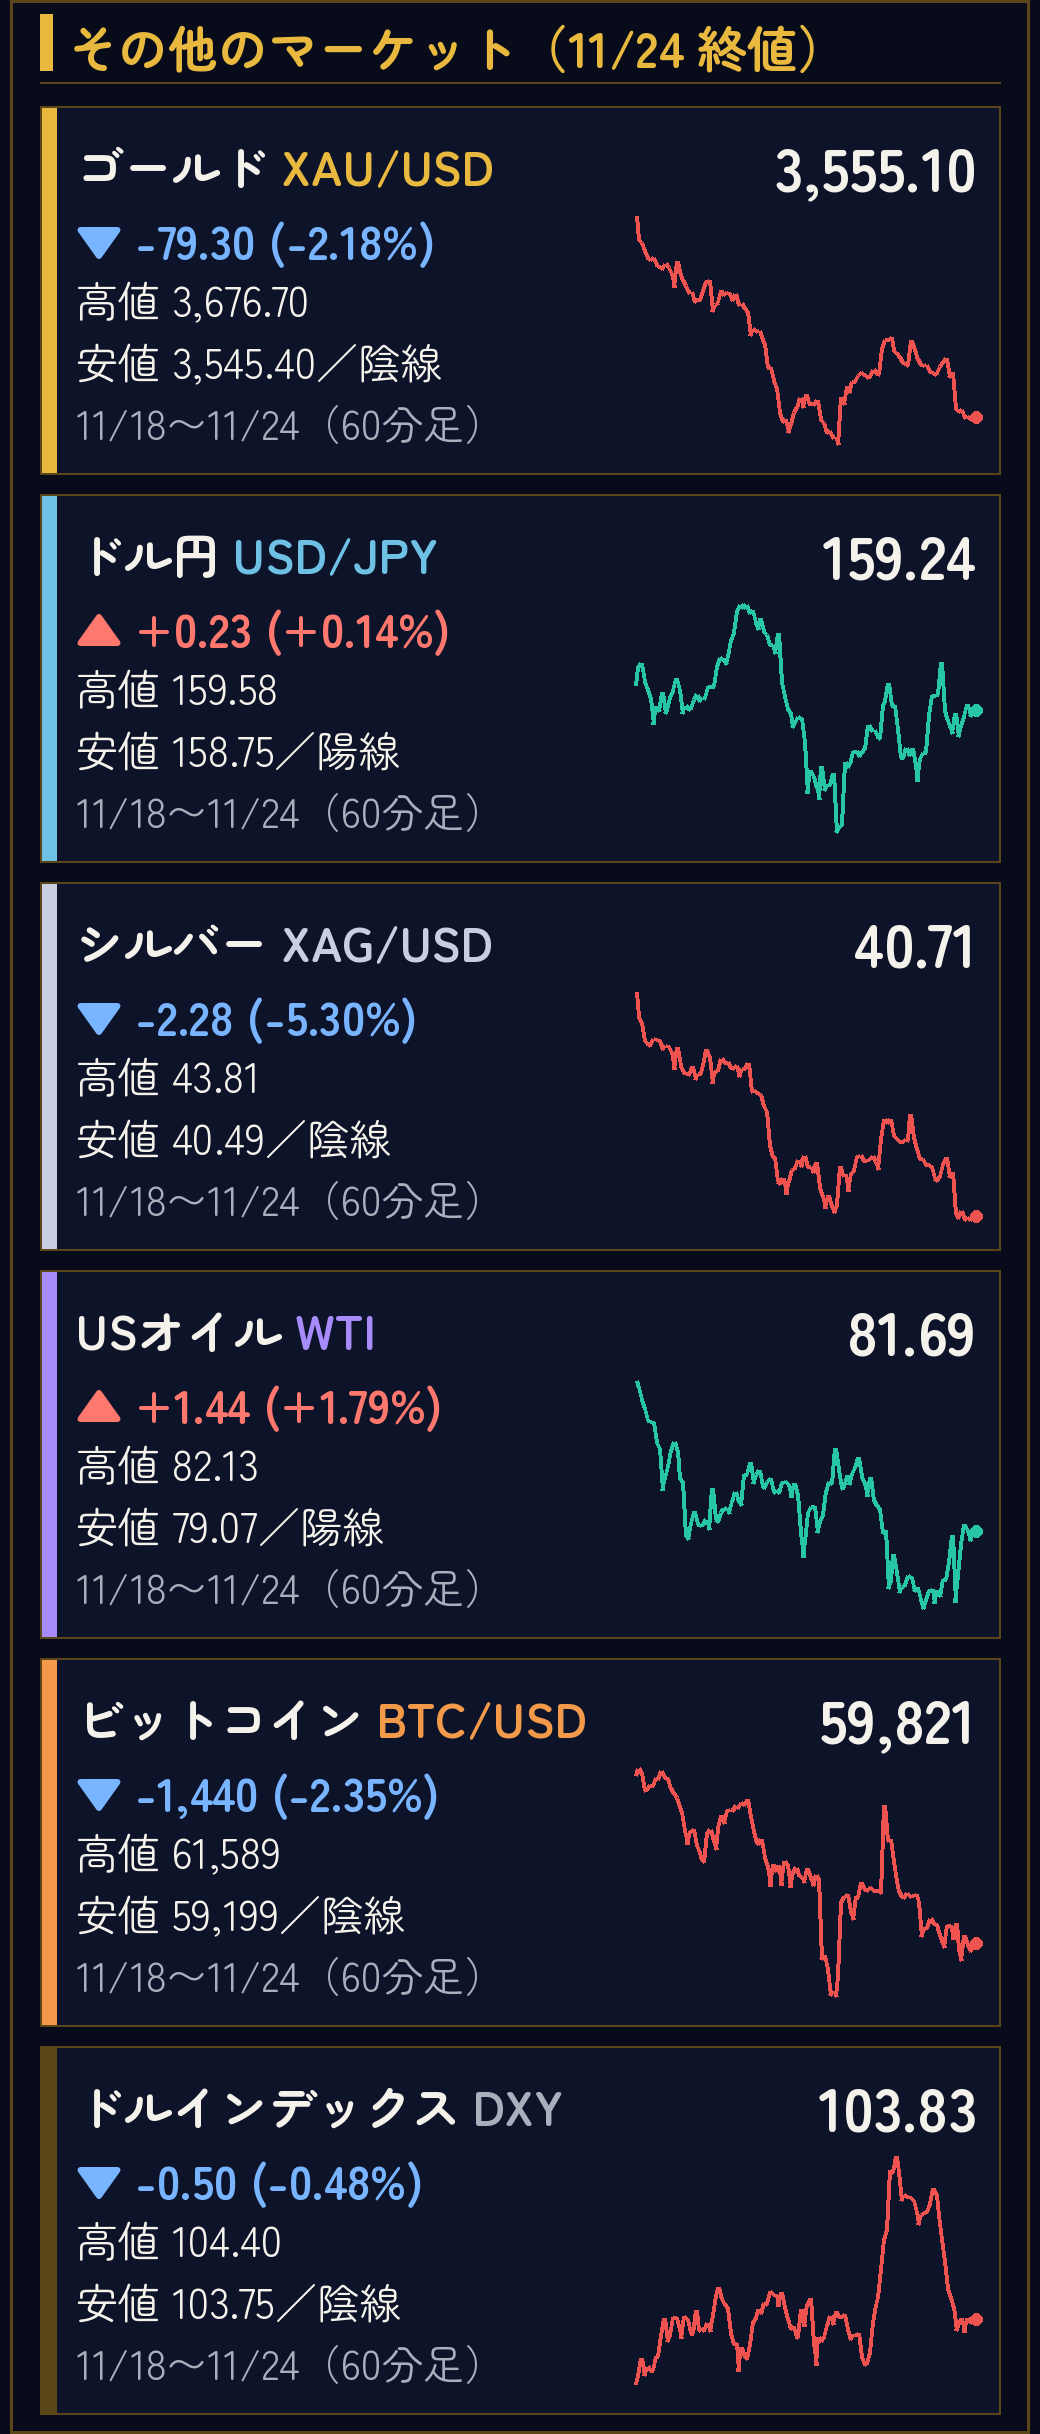 その他のマーケット（11/24 終値）
ゴールド XAU/USD 3,555.10
▼ -79.30 (-2.18%)
高値 3,676.70
安値 3,545.40／陰線
11/18〜11/24（60分足）
ドル円 USD/JPY 159.24
▲ +0.23 (+0.14%)
高値 159.58
安値 158.75／陽線
11/18〜11/24（60分足）
シルバー XAG/USD 40.71
▼ -2.28 (-5.30%)
高値 43.81
安値 40.49／陰線
11/18〜11/24（60分足）
USオイル WTI 81.69
▲ +1.44 (+1.79%)
高値 82.13
安値 79.07／陽線
11/18〜11/24（60分足）
ビットコイン BTC/USD 59,821
▼ -1,440 (-2.35%)
高値 61,589
安値 59,199／陰線
11/18〜11/24（60分足）
ドルインデックス DXY 103.83
▼ -0.50 (-0.48%)
高値 104.40
安値 103.75／陰線
11/18〜11/24（60分足）